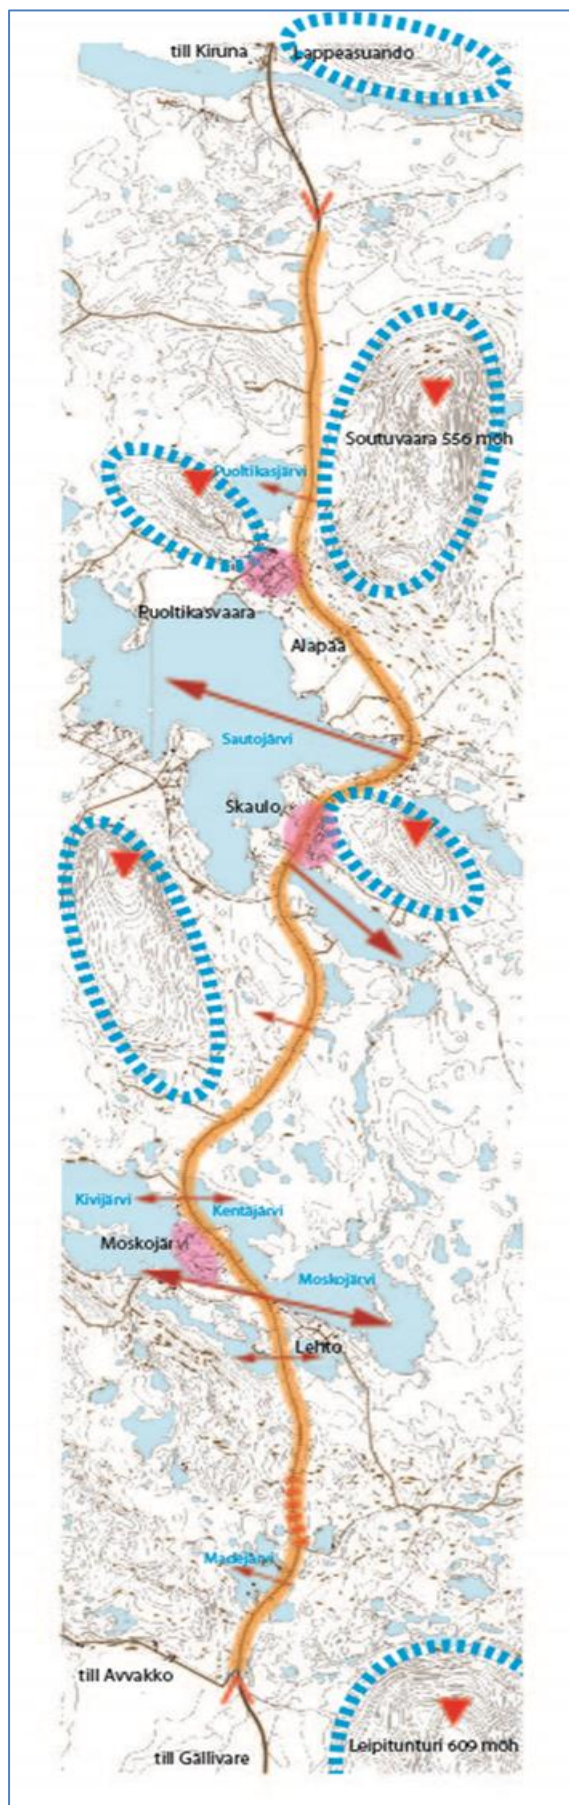 till Kiruna
Lappeasuando
Soutuvaara 556 möh
Puoltikasjärvi
Puoltikasvaara
Alapää
Sautojärvi
Skaulo
Kivijärvi
Kentäjärvi
Moskojärvi
Moskojärvi
Lehto
Madejärvi
till Avvakko
Leipitunturi 609 möh
till Gällivare